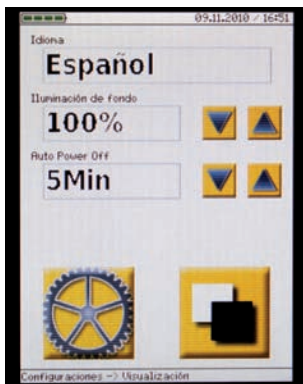 09.11.2010 / 16:51
Idioma
Español
Iluminación de fondo
100%
Auto Power Off
5Min
Configuraciones -> Visualización